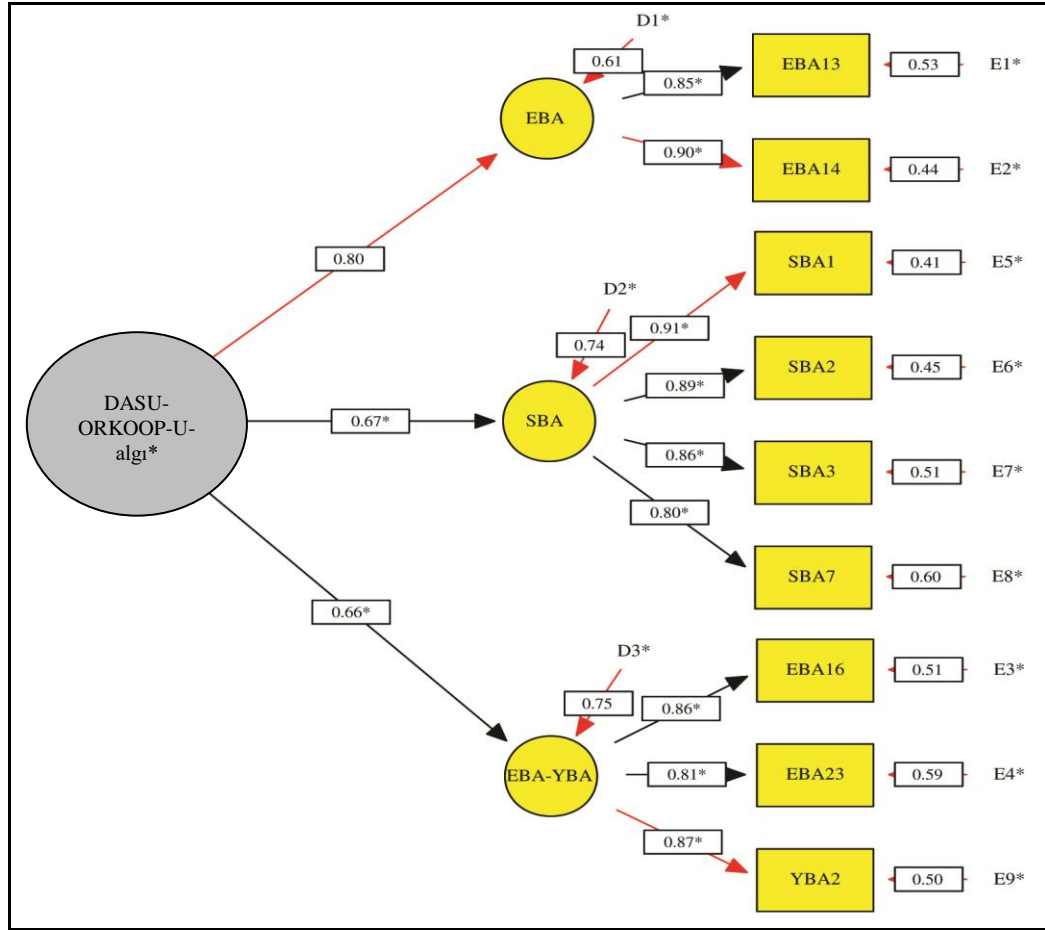 D1*
0.61
EBA13
0.53
E1*
0.85*
EBA
0.90*
EBA14
0.44
E2*
0.80
SBA1
0.41
E5*
D2*
0.91*
0.74
SBA2
0.45
E6*
0.89*
DASU-
ORKOOP-U-
algı*
0.67*
SBA
0.86*
SBA3
0.51
E7*
0.80*
SBA7
0.60
E8*
0.66*
D3*
EBA16
0.51
E3*
0.75
0.86*
EBA-YBA
0.81*
EBA23
0.59
E4*
0.87*
YBA2
0.50
E9*